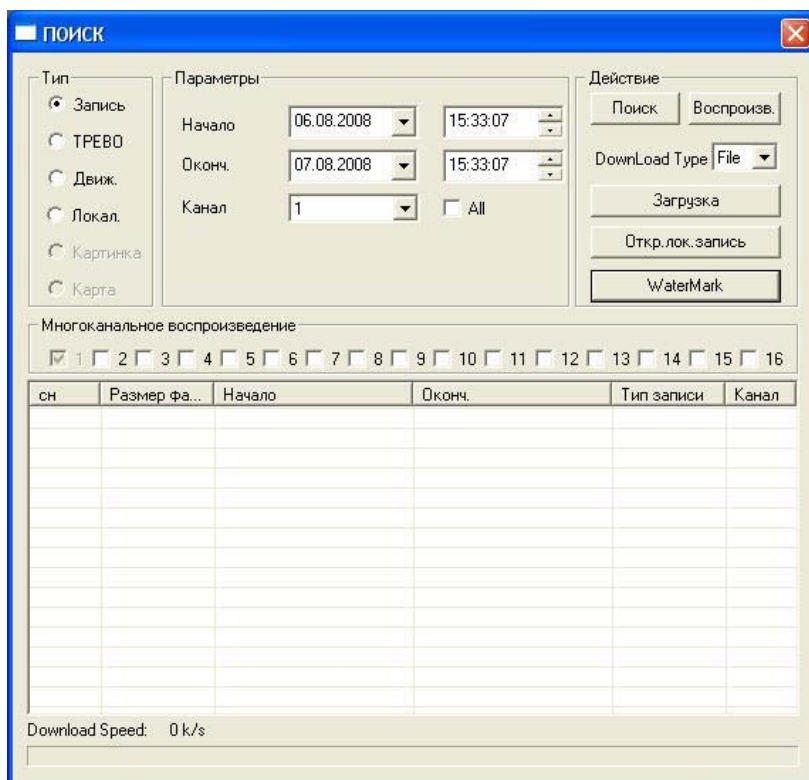 ПОИСК
Тип
Запись
ТРЕВО
Движ.
Локал.
Картинка
Карта
Параметры
Начало 06.08.2008 15:33:07
Оконч. 07.08.2008 15:33:07
Канал 1 All
Действие
Поиск Воспроизв.
DownLoad Type File
Загрузка
Откр.лок.запись
WaterMark
Многоканальное воспроизведение
1 2 3 4 5 6 7 8 9 10 11 12 13 14 15 16
сн Размер фа... Начало Оконч. Тип записи Канал
Download Speed: 0 k/s